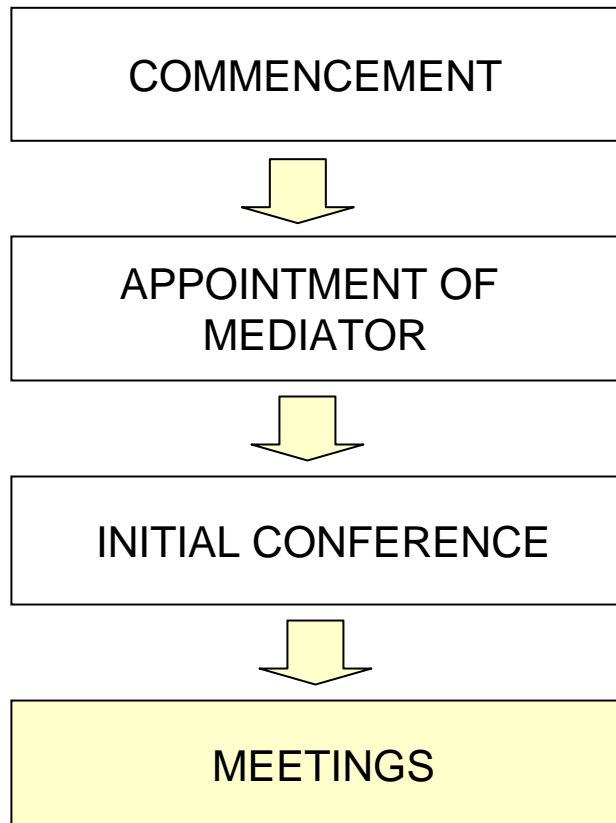 COMMENCEMENT
APPOINTMENT OF
MEDIATOR
INITIAL CONFERENCE
MEETINGS